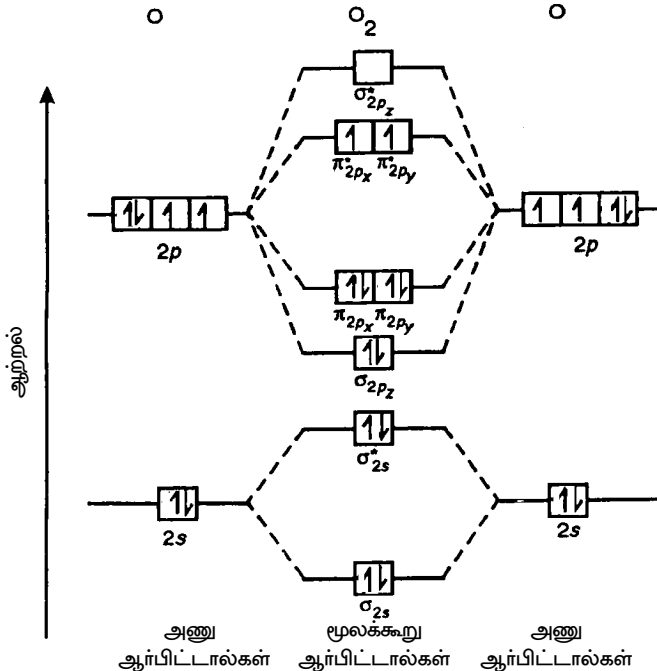 O O₂ O
σ*2pz
π*2px π*2py
2p 2p
π2px π2py
σ2pz
ஆற்றல்
σ*2s
2s 2s
σ2s
அணு மூலக்கூறு அணு
ஆர்பிட்டால்கள் ஆர்பிட்டால்கள் ஆர்பிட்டால்கள்